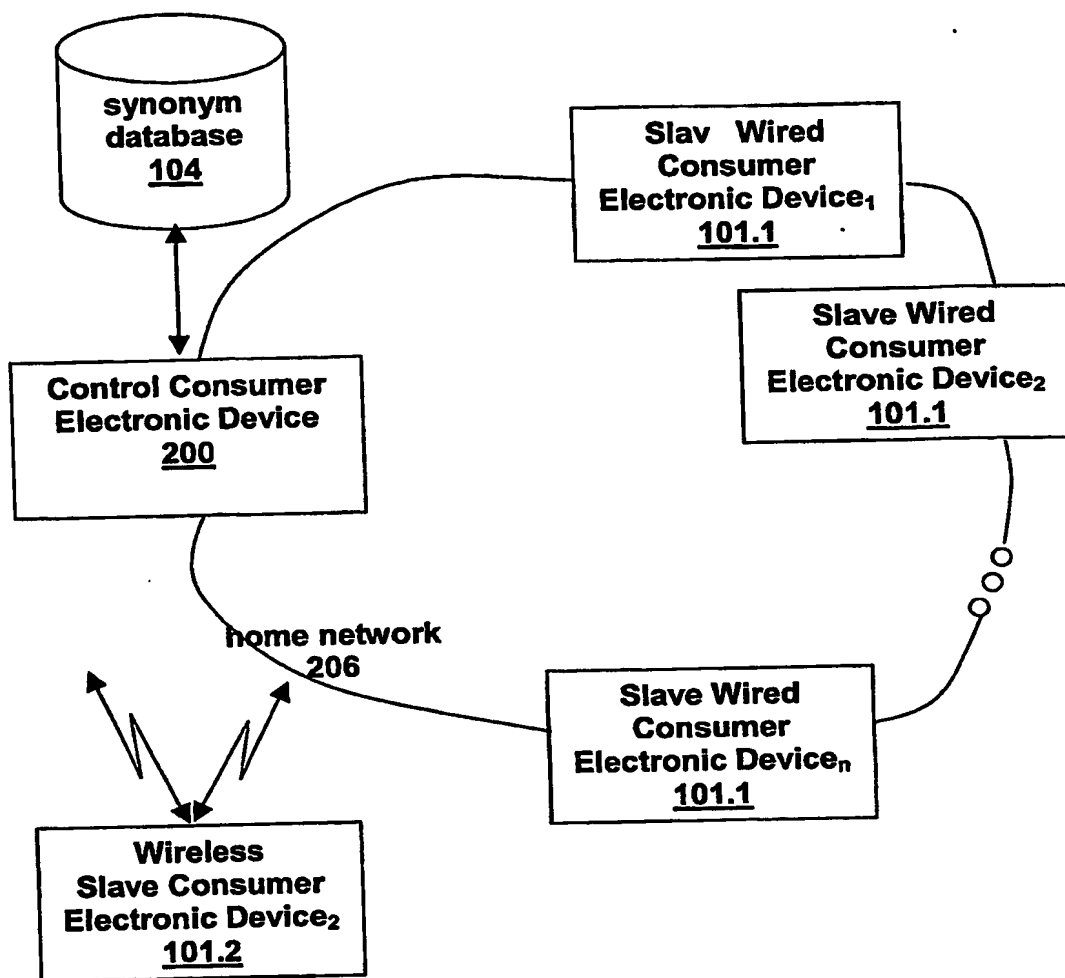 synonym
database
104
Slav Wired
Consumer
Electronic Device₁
101.1
Slave Wired
Consumer
Electronic Device₂
101.1
Control Consumer
Electronic Device
200
home network
206
Slave Wired
Consumer
Electronic Deviceₙ
101.1
Wireless
Slave Consumer
Electronic Device₂
101.2